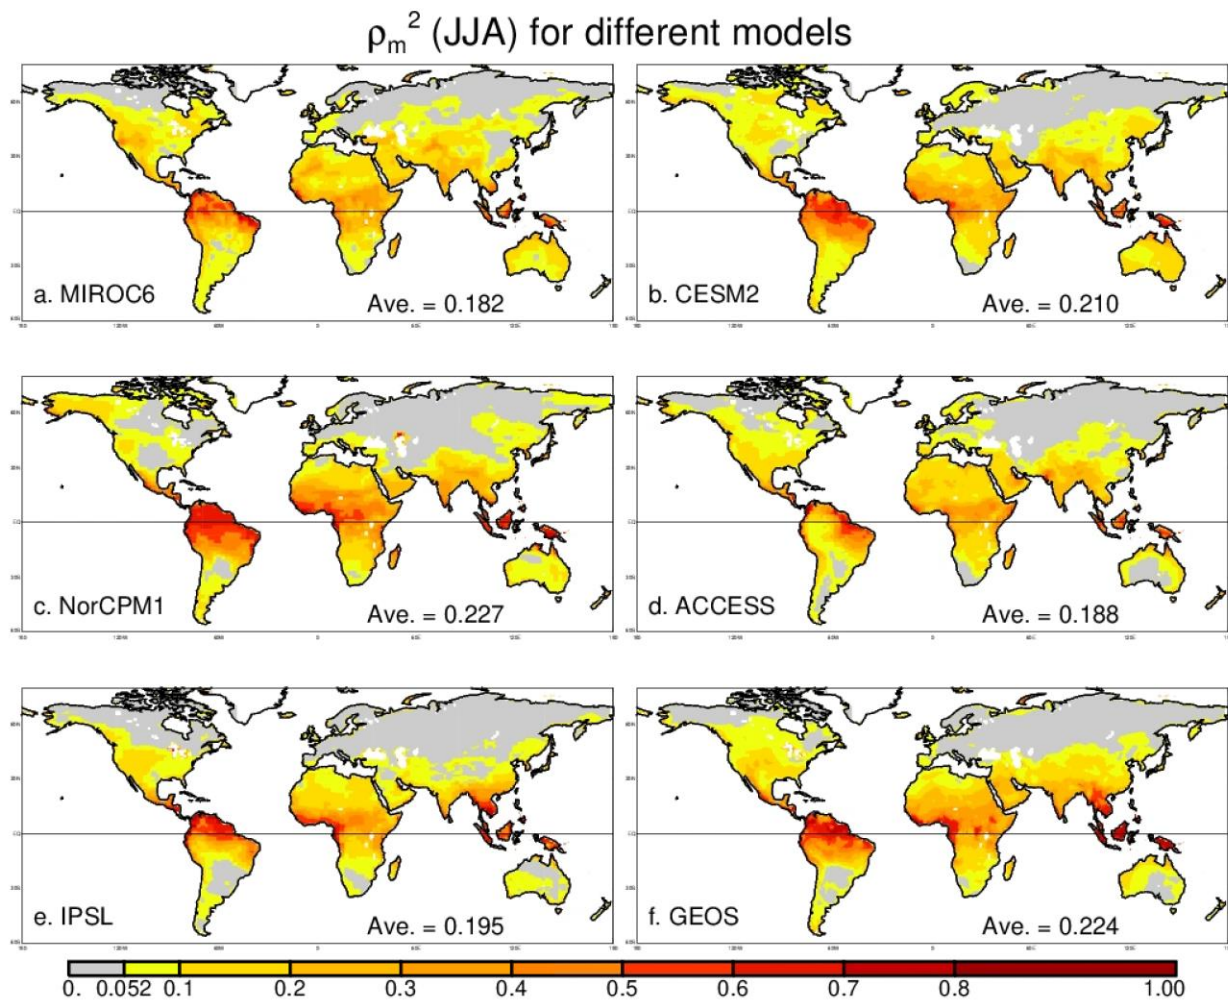 ρm² (JJA) for different models
a. MIROC6
Ave. = 0.182
b. CESM2
Ave. = 0.210
c. NorCPM1
Ave. = 0.227
d. ACCESS
Ave. = 0.188
e. IPSL
Ave. = 0.195
f. GEOS
Ave. = 0.224
0. 0.052 0.1 0.2 0.3 0.4 0.5 0.6 0.7 0.8 1.00